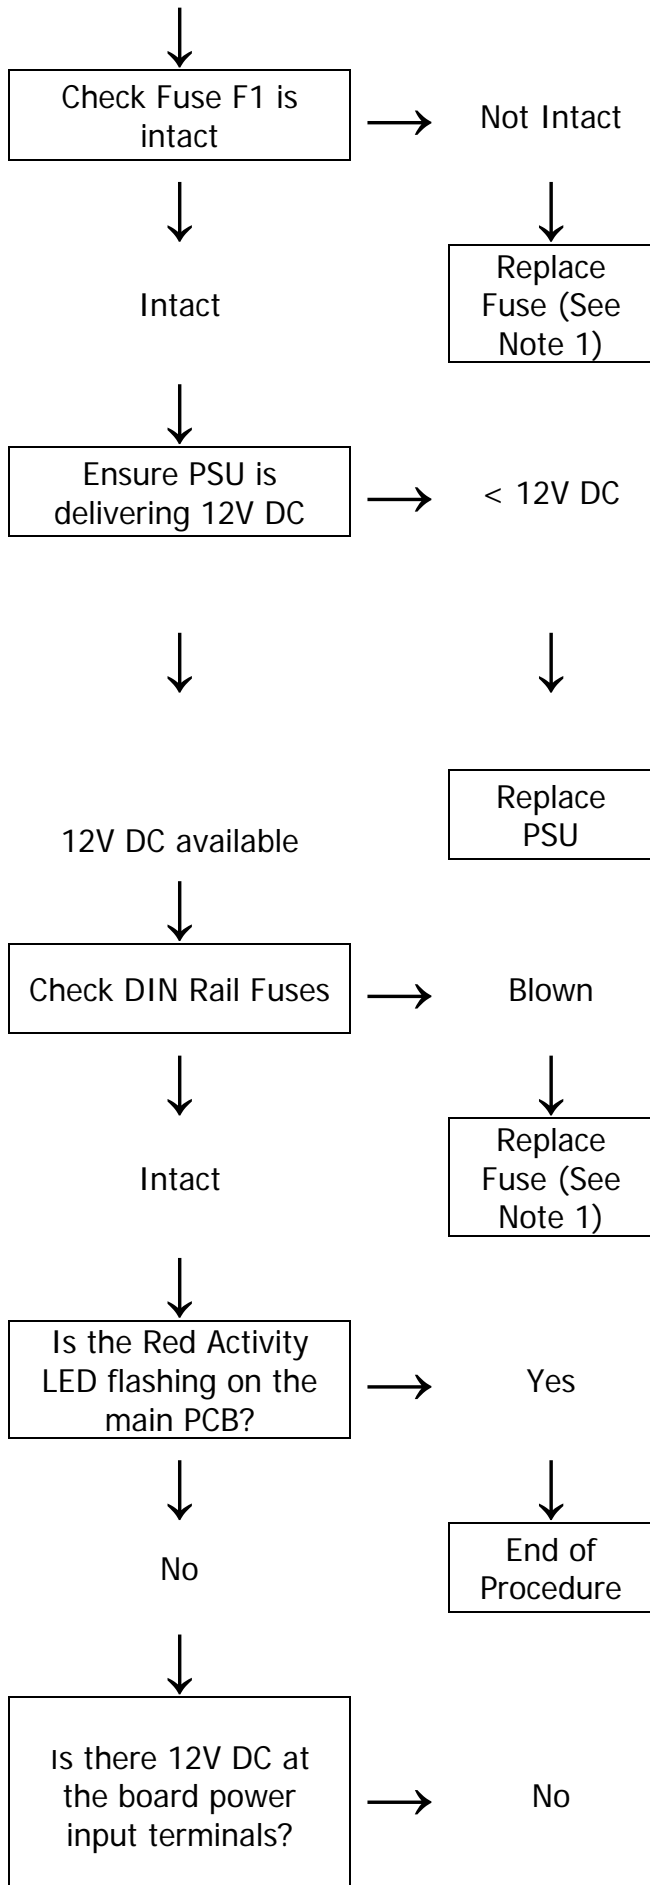 Check Fuse F1 is
intact
Not Intact
Intact
Replace
Fuse (See
Note 1)
Ensure PSU is
delivering 12V DC
< 12V DC
12V DC available
Replace
PSU
Check DIN Rail Fuses
Blown
Intact
Replace
Fuse (See
Note 1)
Is the Red Activity
LED flashing on the
main PCB?
Yes
No
End of
Procedure
Is there 12V DC at
the board power
input terminals?
No